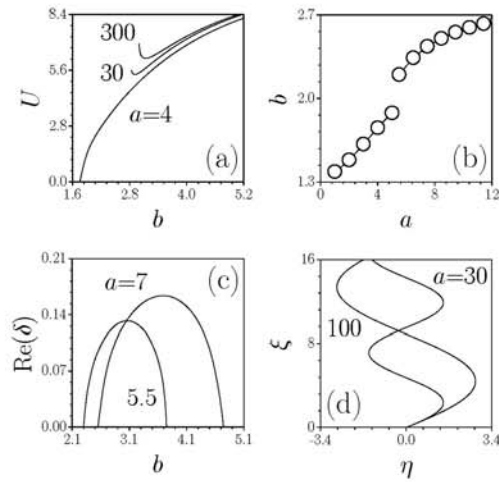 8.4
300
5.6
30
U
2.8
a=4
(a)
0.0
1.6 2.8 4.0 5.2
b
2.7
b
2.0
(b)
1.3
0 4 8 12
a
0.21
a=7
(c)
0.14
Re(δ)
0.07
5.5
0.00
2.1 3.1 4.1 5.1
b
16
a=30
100
ξ
8
(d)
0
-3.4 0.0 3.4
η